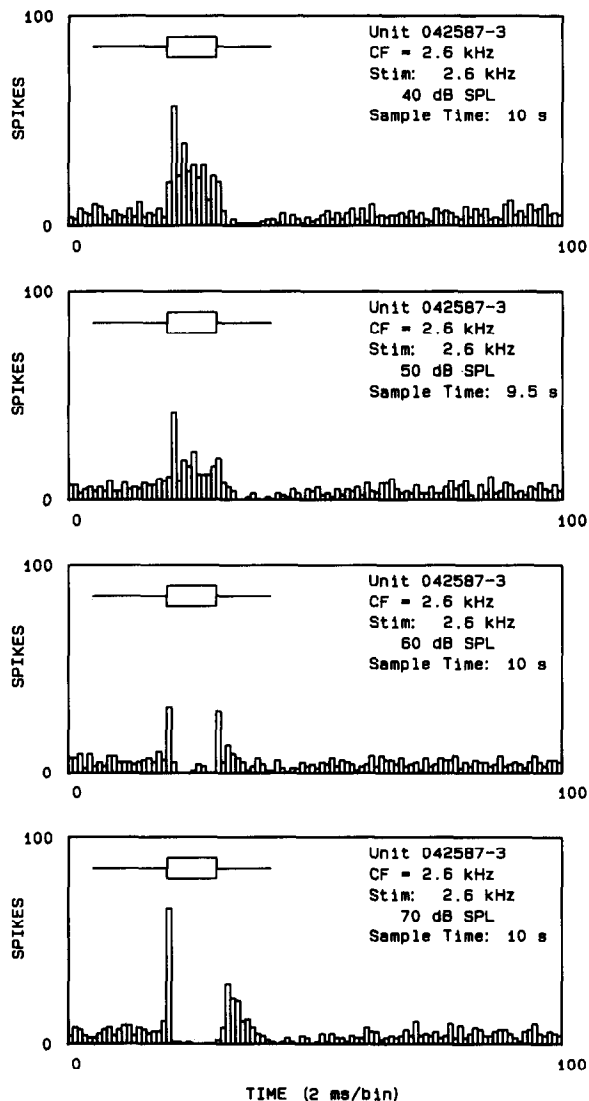 100
SPIKES
Unit 042587-3
CF = 2.6 kHz
Stim: 2.6 kHz
40 dB SPL
Sample Time: 10 s
0
0
100
100
SPIKES
Unit 042587-3
CF = 2.6 kHz
Stim: 2.6 kHz
50 dB SPL
Sample Time: 9.5 s
0
0
100
100
SPIKES
Unit 042587-3
CF = 2.6 kHz
Stim: 2.6 kHz
60 dB SPL
Sample Time: 10 s
0
0
100
100
SPIKES
Unit 042587-3
CF = 2.6 kHz
Stim: 2.6 kHz
70 dB SPL
Sample Time: 10 s
0
0
100
TIME (2 ms/bin)